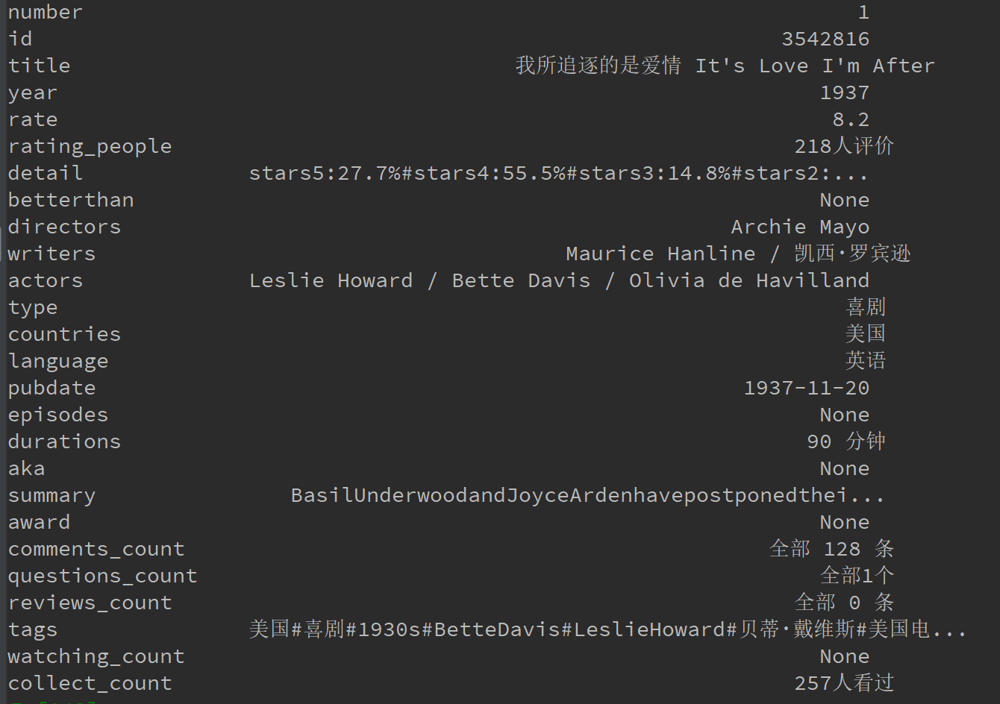 number 1
id 3542816
title 我所追逐的是爱情 It's Love I'm After
year 1937
rate 8.2
rating_people 218人评价
detail stars5:27.7%#stars4:55.5%#stars3:14.8%#stars2:...
betterthan None
directors Archie Mayo
writers Maurice Hanline / 凯西·罗宾逊
actors Leslie Howard / Bette Davis / Olivia de Havilland
type 喜剧
countries 美国
language 英语
pubdate 1937-11-20
episodes None
durations 90 分钟
aka None
summary BasilUnderwoodandJoyceArdenhavepostponedthei...
award None
comments_count 全部 128 条
questions_count 全部1个
reviews_count 全部 0 条
tags 美国#喜剧#1930s#BetteDavis#LeslieHoward#贝蒂·戴维斯#美国电...
watching_count None
collect_count 257人看过